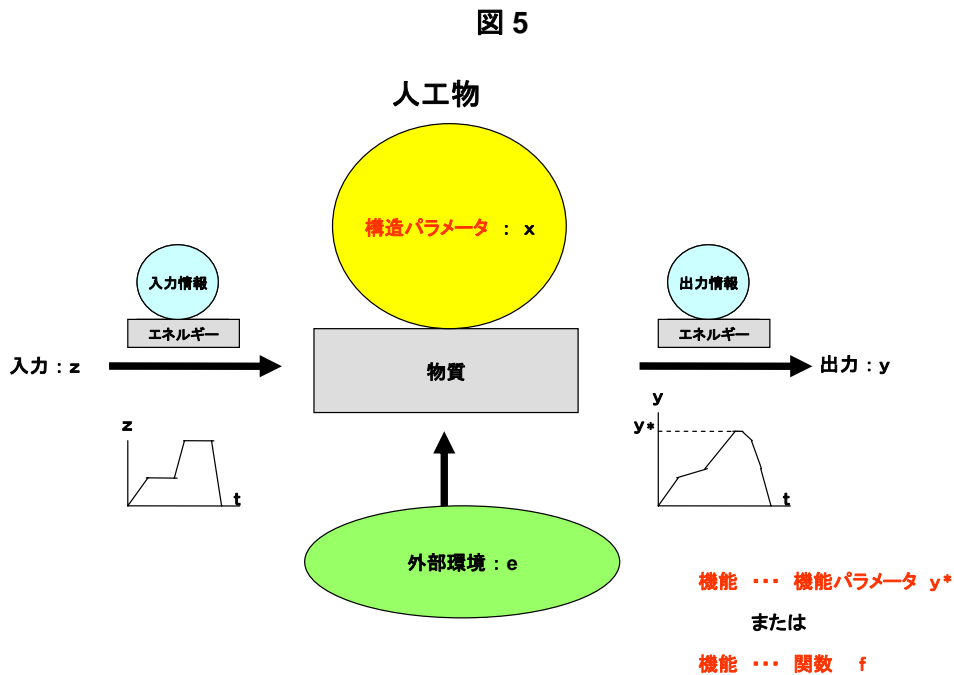 図５
人工物
構造パラメータ ： ｘ
入力情報
エネルギー
入力：ｚ
物質
出力情報
エネルギー
出力：ｙ
ｚ
ｔ
ｙ
ｙ*
ｔ
外部環境：e
機能 ・・・ 機能パラメータ ｙ*
または
機能 ・・・ 関数 ｆ